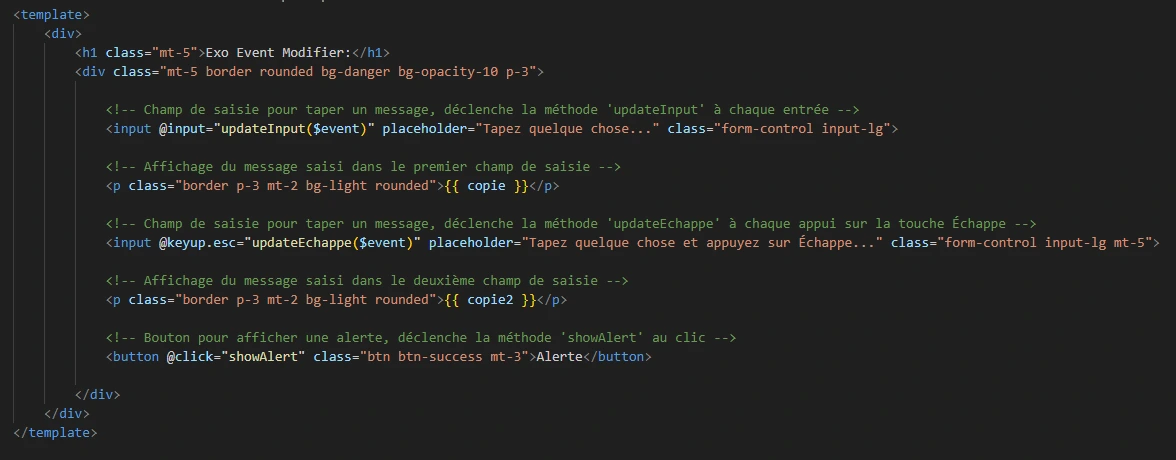 <template>
<div>
<h1 class="mt-5">Exo Event Modifier:</h1>
<div class="mt-5 border rounded bg-danger bg-opacity-10 p-3">
<!-- Champ de saisie pour taper un message, déclenche la méthode 'updateInput' à chaque entrée -->
<input @input="updateInput($event)" placeholder="Tapez quelque chose..." class="form-control input-lg">
<!-- Affichage du message saisi dans le premier champ de saisie -->
<p class="border p-3 mt-2 bg-light rounded">{{ copie }}</p>
<!-- Champ de saisie pour taper un message, déclenche la méthode 'updateEchappe' à chaque appui sur la touche Échappe -->
<input @keyup.esc="updateEchappe($event)" placeholder="Tapez quelque chose et appuyez sur Échappe..." class="form-control input-lg mt-5">
<!-- Affichage du message saisi dans le deuxième champ de saisie -->
<p class="border p-3 mt-2 bg-light rounded">{{ copie2 }}</p>
<!-- Bouton pour afficher une alerte, déclenche la méthode 'showAlert' au clic -->
<button @click="showAlert" class="btn btn-success mt-3">Alerte</button>
</div>
</div>
</template>